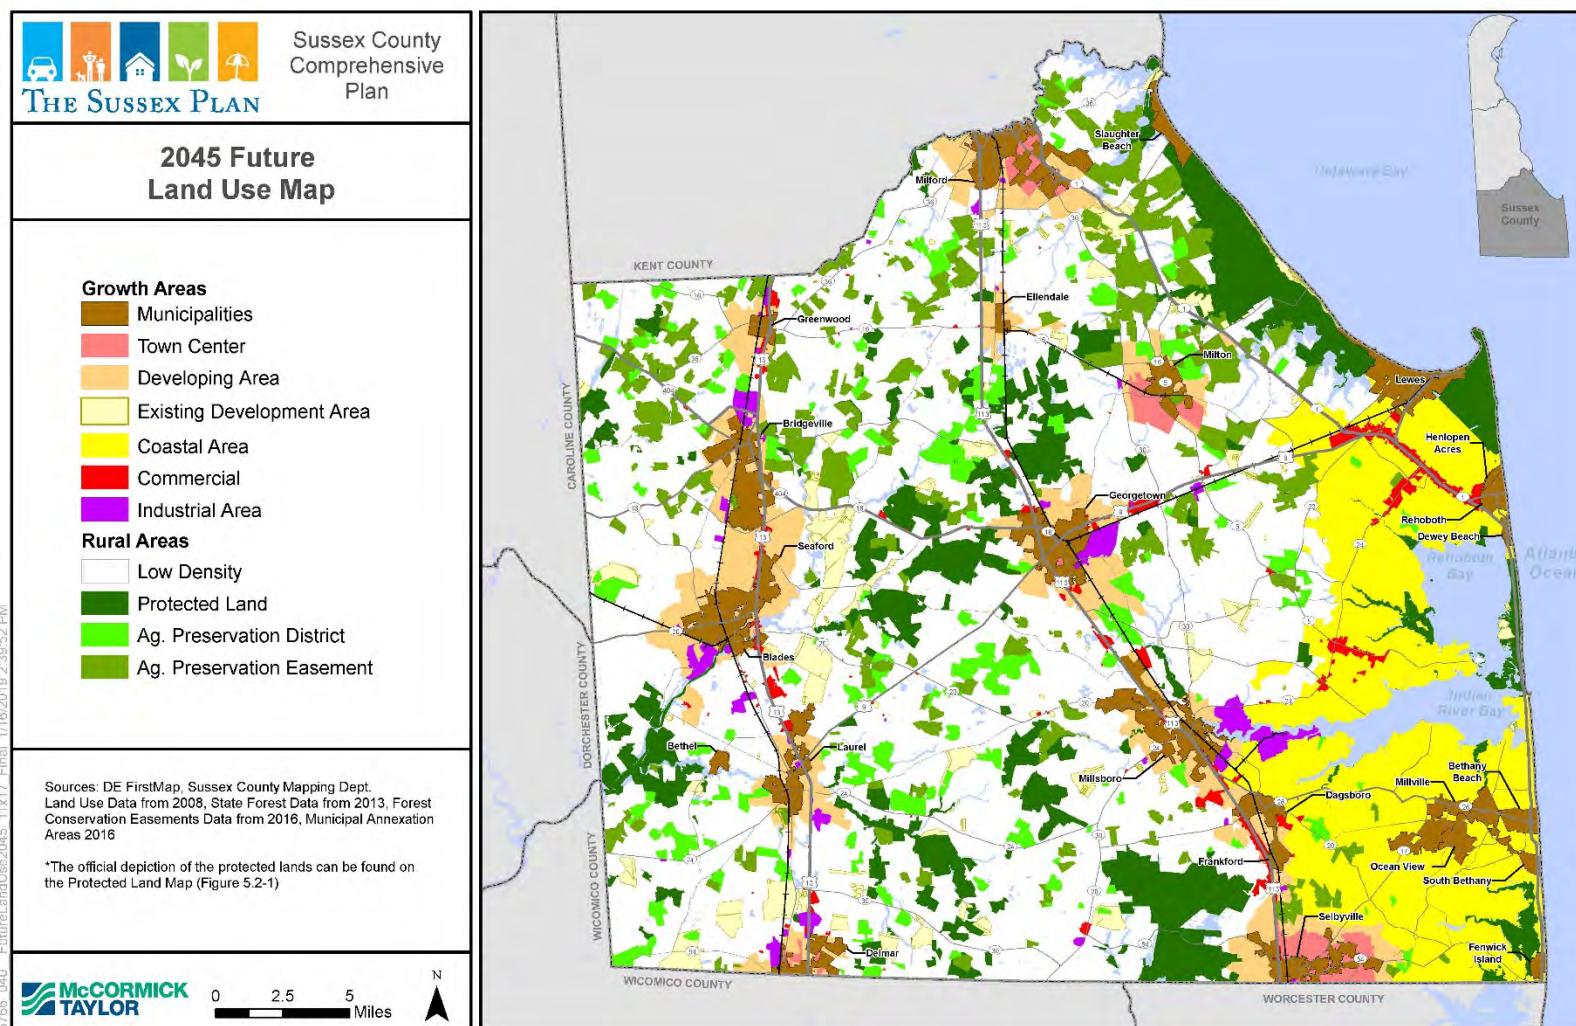 THE SUSSEX PLAN
Sussex County
Comprehensive
Plan
2045 Future
Land Use Map
Growth Areas
Municipalities
Town Center
Developing Area
Existing Development Area
Coastal Area
Commercial
Industrial Area
Rural Areas
Low Density
Protected Land
Ag. Preservation District
Ag. Preservation Easement
Sources: DE FirstMap, Sussex County Mapping Dept.
Land Use Data from 2008, State Forest Data from 2013, Forest
Conservation Easements Data from 2016, Municipal Annexation
Areas 2016
*The official depiction of the protected lands can be found on
the Protected Land Map (Figure 5.2-1)
McCORMICK
TAYLOR
0 2.5 5
Miles
N
Sussex
County
Delaware Bay
Slaughter
Beach
Milford
KENT COUNTY
Ellendale
Greenwood
Milton
Lewes
CAROLINE COUNTY
Bridgeville
Henlopen
Acres
Georgetown
Rehoboth
Dewey Beach
Seaford
Rehoboth
Bay
Ocean
Blades
DORCHESTER COUNTY
Indian
River Bay
Bethel
Laurel
Millsboro
Millville
Bethany
Beach
Dagsboro
Frankford
Ocean View
South Bethany
WICOMICO COUNTY
Selbyville
Delmar
Fenwick
Island
WICOMICO COUNTY
WORCESTER COUNTY